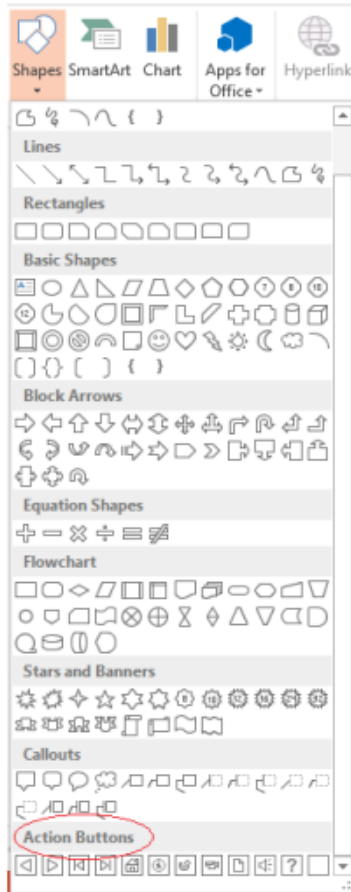 Shapes SmartArt Chart Apps for Office Hyperlink
Lines
Rectangles
Basic Shapes
Block Arrows
Equation Shapes
Flowchart
Stars and Banners
Callouts
Action Buttons